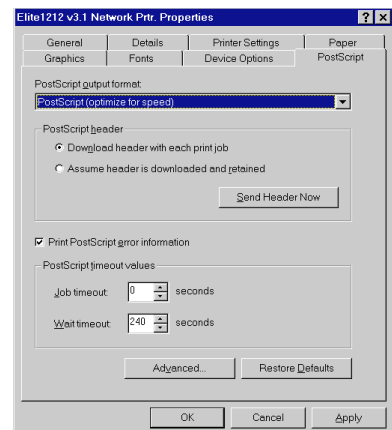 Elite1212 v3.1 Network Prtr. Properties
General Details Printer Settings Paper
Graphics Fonts Device Options PostScript
PostScript output format:
PostScript (optimize for speed)
PostScript header
Download header with each print job
Assume header is downloaded and retained
Send Header Now
Print PostScript error information
PostScript timeout values
Job timeout: 0 seconds
Wait timeout: 240 seconds
Advanced... Restore Defaults
OK Cancel Apply